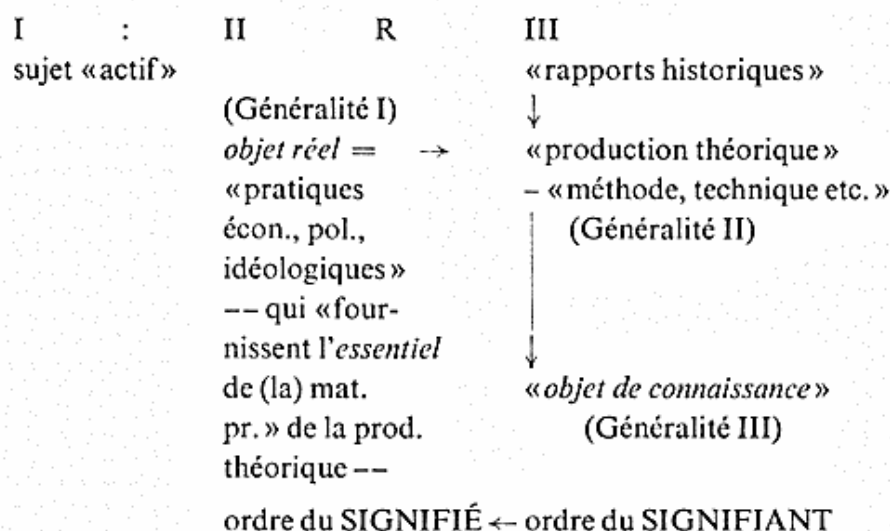 I : II R III
sujet «actif» «rapports historiques»
(Généralité I) ↓
objet réel = → «production théorique»
«pratiques – «méthode, technique etc.»
écon., pol., (Généralité II)
idéologiques»
-- qui «four-
nissent l'essentiel ↓
de (la) mat. «objet de connaissance»
pr.» de la prod. (Généralité III)
théorique --
ordre du SIGNIFIÉ ← ordre du SIGNIFIANT